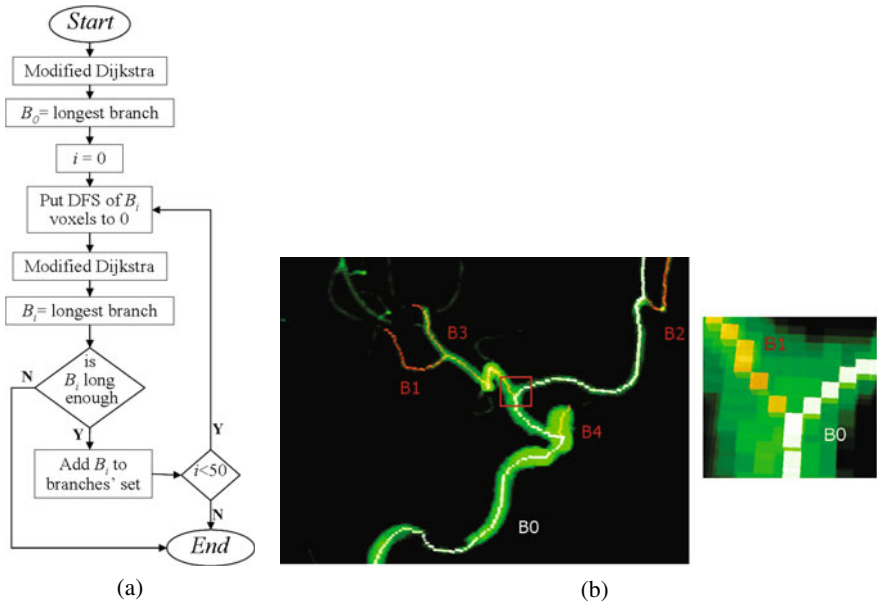 Start
Modified Dijkstra
B₀= longest branch
i = 0
Put DFS of Bᵢ
voxels to 0
Modified Dijkstra
Bᵢ= longest branch
is
N
Bᵢ long
enough
Y
Y
Add Bᵢ to
branches' set
i<50
N
End
(a)
B3
B2
B1
B4
B0
B1
B0
(b)